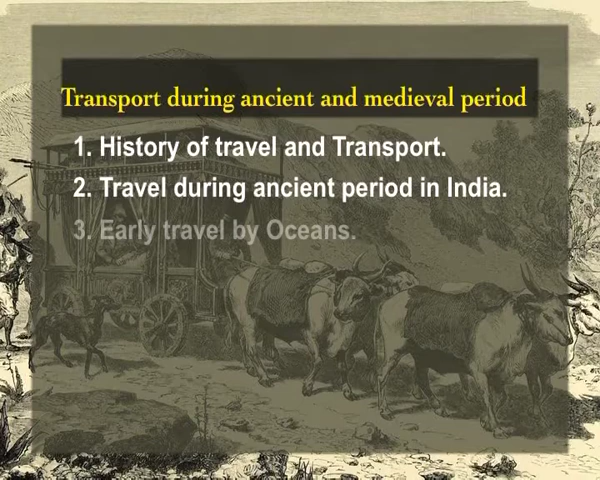 Transport during ancient and medieval period
1. History of travel and Transport.
2. Travel during ancient period in India.
3. Early travel by Oceans.